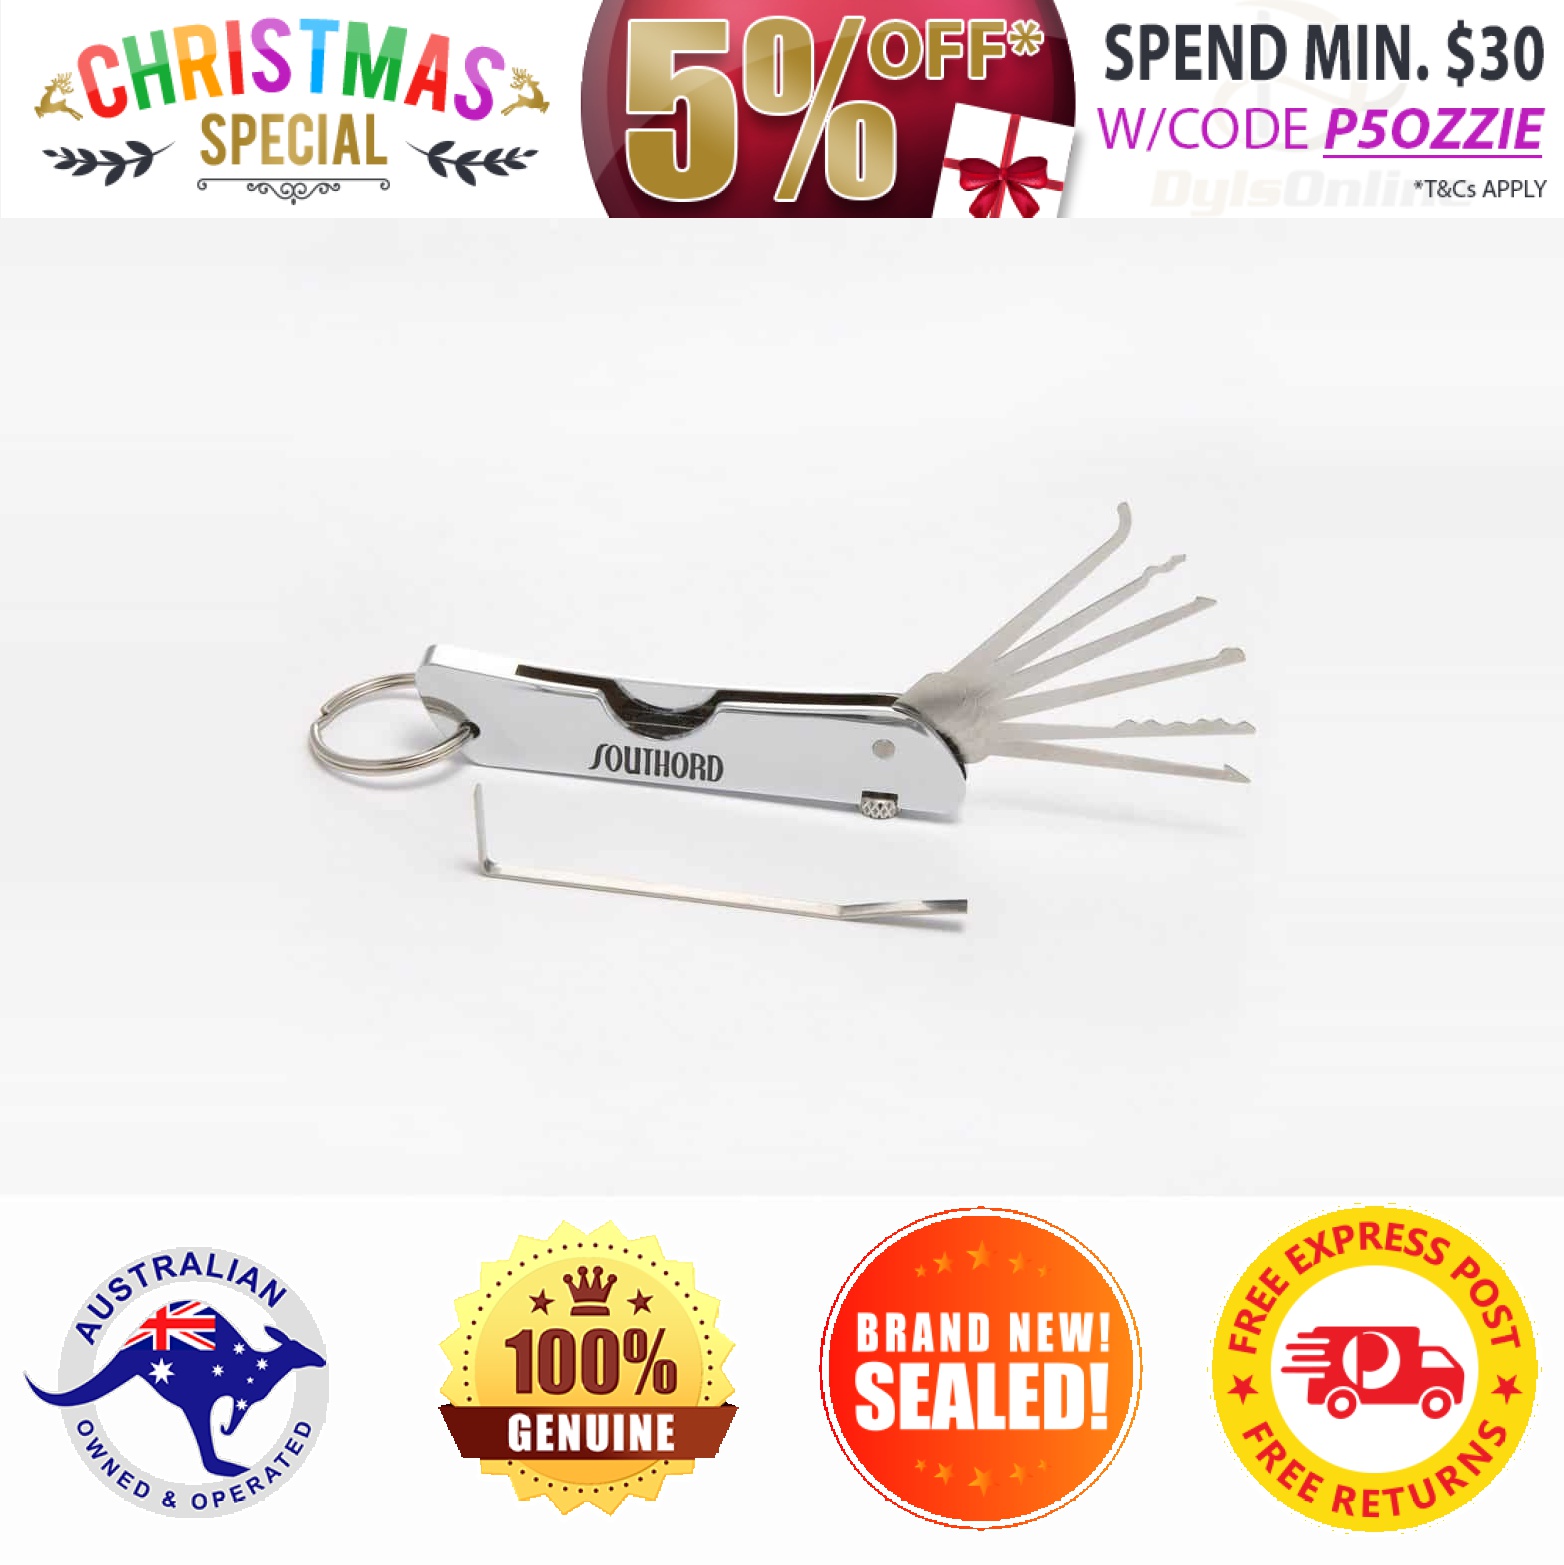 CHRISTMAS
SPECIAL
5% OFF*
SPEND MIN. $30
W/CODE P5OZZIE
DylsOnline
*T&Cs APPLY
SOUTHORD
AUSTRALIAN
OWNED & OPERATED
100%
GENUINE
BRAND NEW!
SEALED!
FREE EXPRESS POST
FREE RETURNS